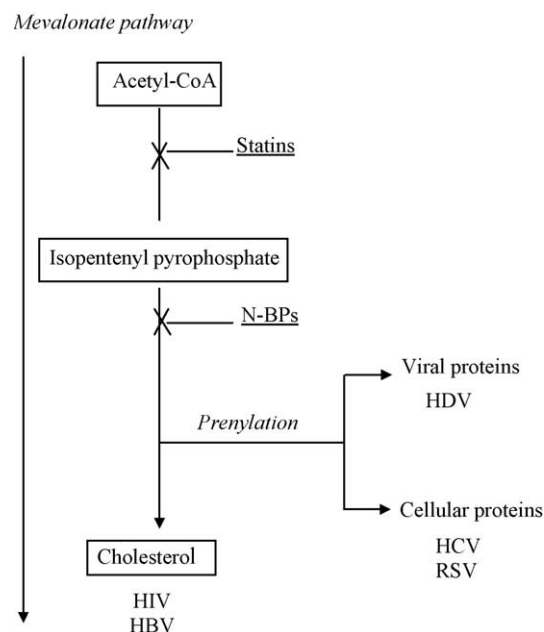 Mevalonate pathway
Acetyl-CoA
Statins
Isopentenyl pyrophosphate
N-BPs
Viral proteins
HDV
Prenylation
Cellular proteins
HCV
RSV
Cholesterol
HIV
HBV